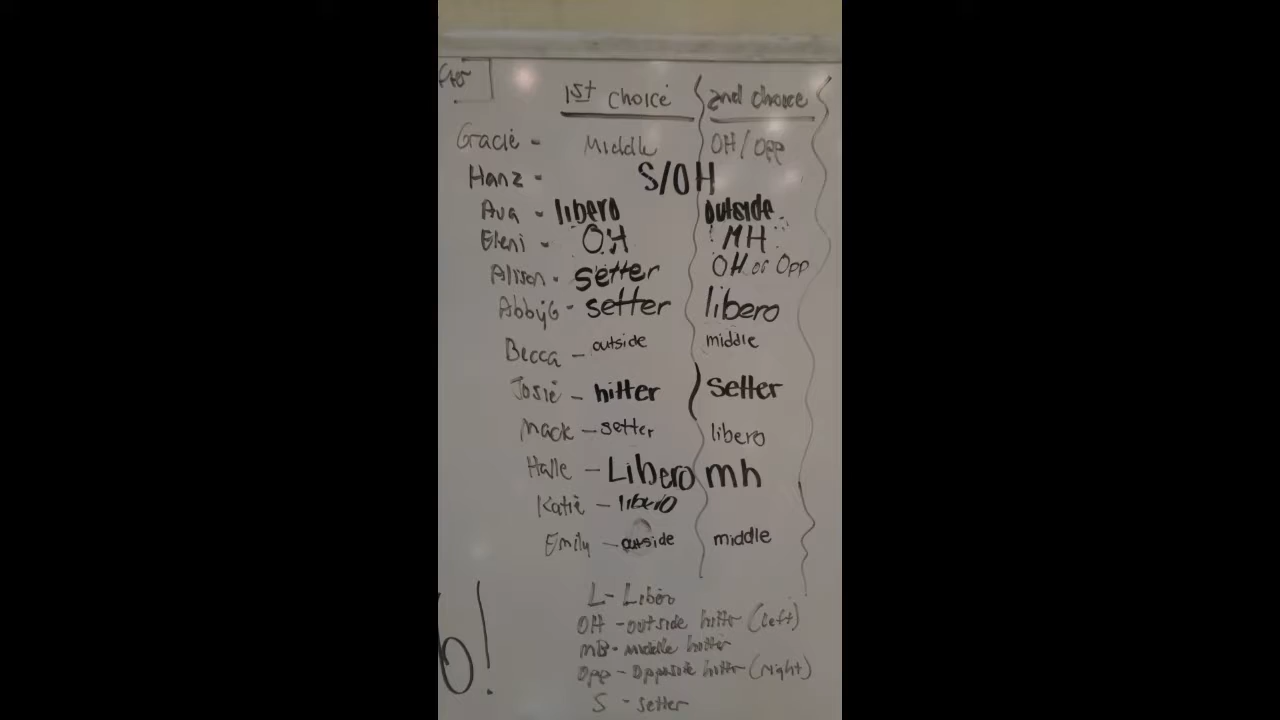 1st Choice 2nd choice
Gracie - Middle OH/Opp
Hanz - S/OH
Ava - libero outside
Eleni - OH MH
Alison - setter OH or Opp
AbbyG - setter libero
Becca - outside middle
Josie - hitter setter
Mack - setter libero
Halle - Libero mh
Katie - libero
Emily - outside middle
L - Libero
OH - outside hitter (left)
MB - middle hitter
Opp - Opposide hitter (right)
S - setter